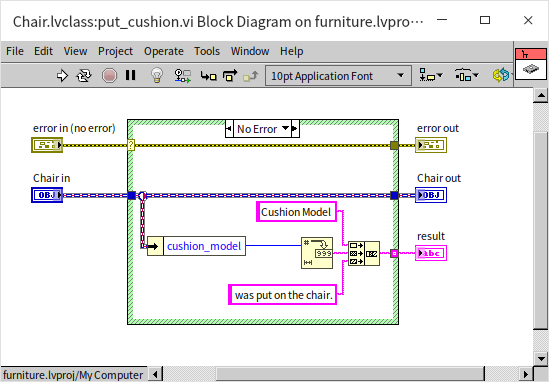 Chair.lvclass:put_cushion.vi Block Diagram on furniture.lvproj...
File Edit View Project Operate Tools Window Help
10pt Application Font
error in (no error)
No Error
error out
?
Chair in
OBJ
Chair out
OBJ
Cushion Model
result
abc
cushion_model
#
999
was put on the chair.
furniture.lvproj/My Computer